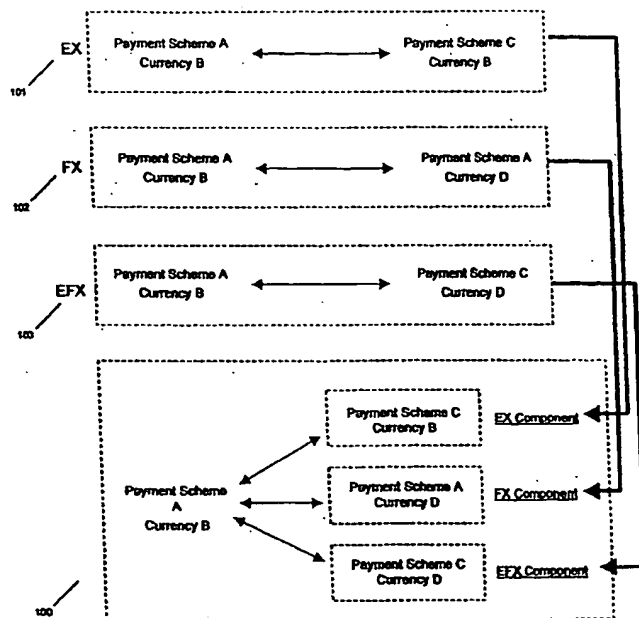 EX
Payment Scheme A
Currency B
Payment Scheme C
Currency B
101
FX
Payment Scheme A
Currency B
Payment Scheme A
Currency D
102
EFX
Payment Scheme A
Currency B
Payment Scheme C
Currency D
103
Payment Scheme C
Currency B
EX Component
Payment Scheme
A
Currency B
Payment Scheme A
Currency D
FX Component
Payment Scheme C
Currency D
EFX Component
100